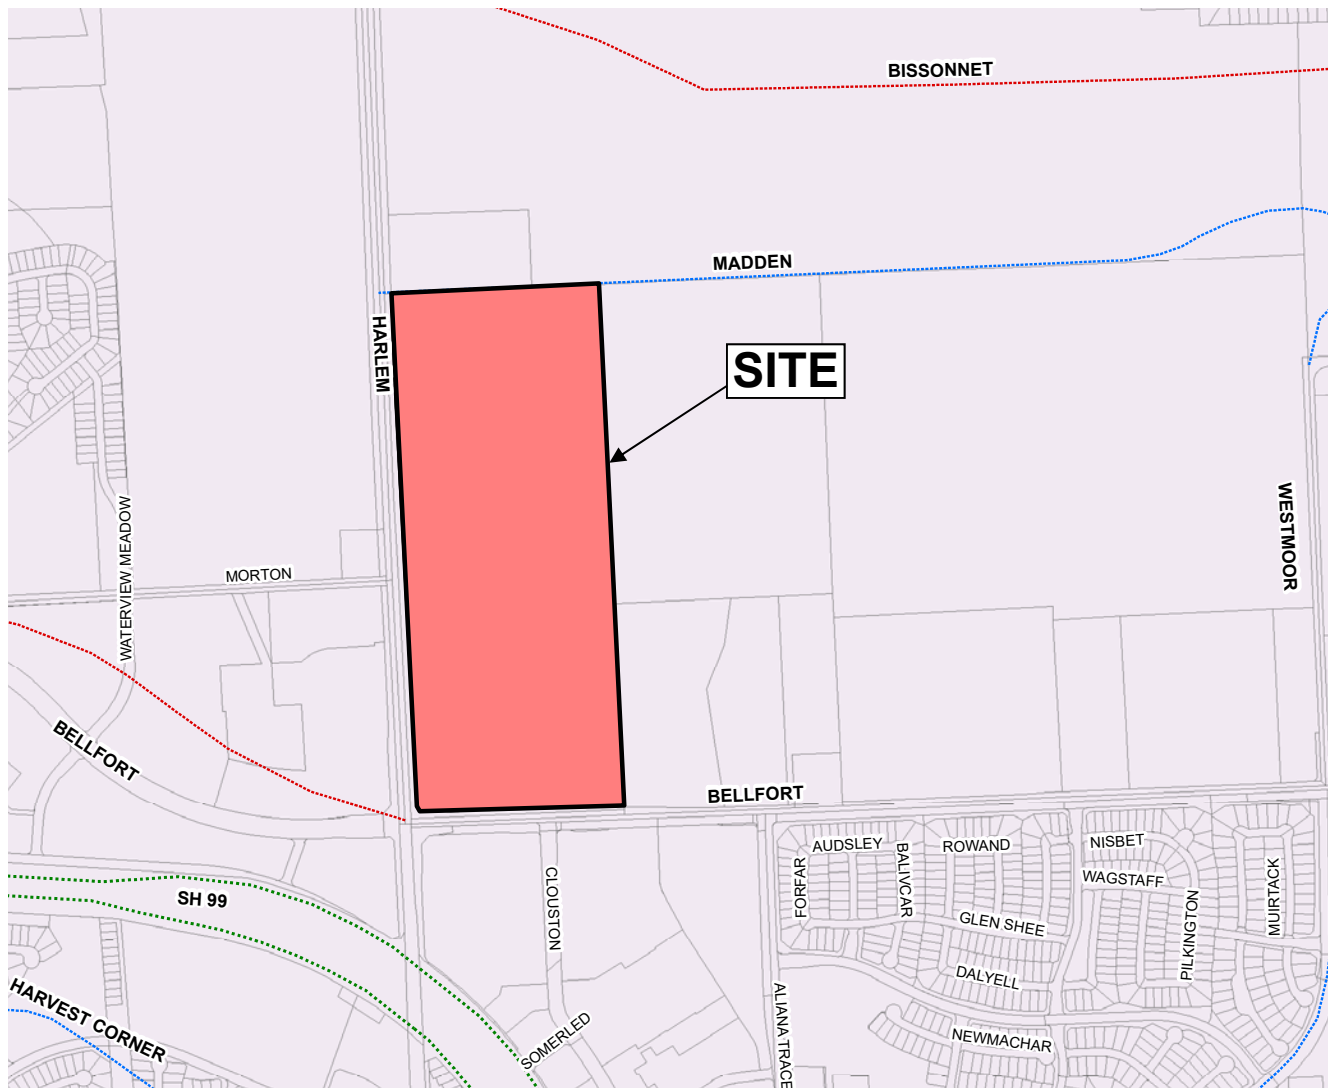 BISSONNET
MADDEN
HARLEM
SITE
WESTMOOR
WATERVIEW MEADOW
MORTON
BELLFORT
BELLFORT
AUDSLEY
ROWAND
NISBET
FORFAR
BALIVCAR
WAGSTAFF
MUIRTACK
SH 99
CLOUSTON
GLEN SHEE
PILKINGTON
DALYELL
HARVEST CORNER
SOMERLED
ALIANA TRACE
NEWMACHAR